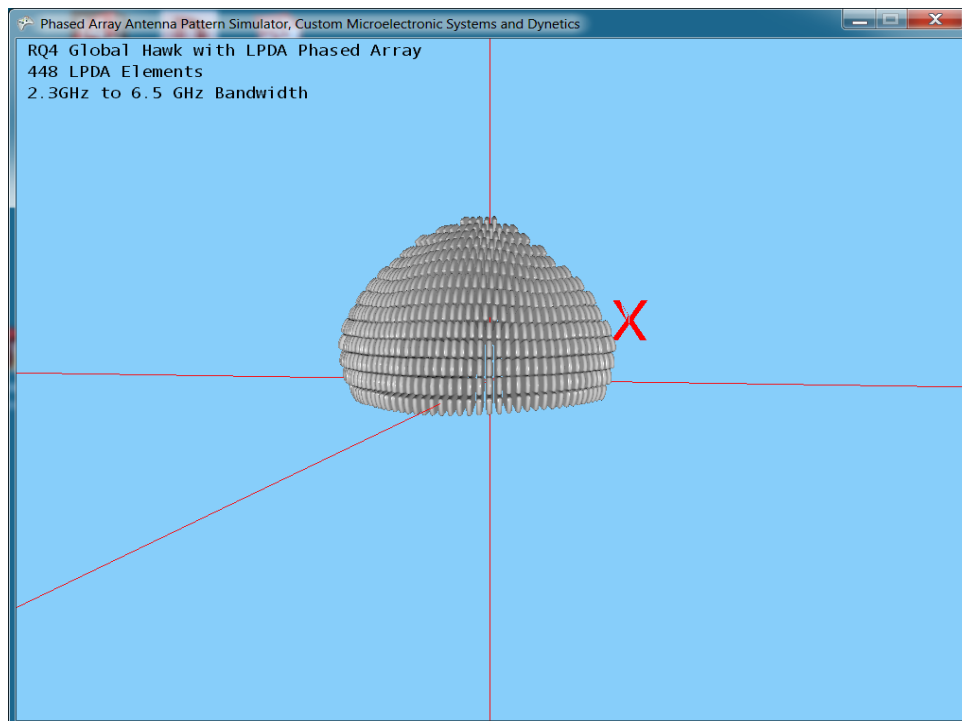 Phased Array Antenna Pattern Simulator, Custom Microelectronic Systems and Dynetics
RQ4 Global Hawk with LPDA Phased Array
448 LPDA Elements
2.3GHz to 6.5 GHz Bandwidth
X